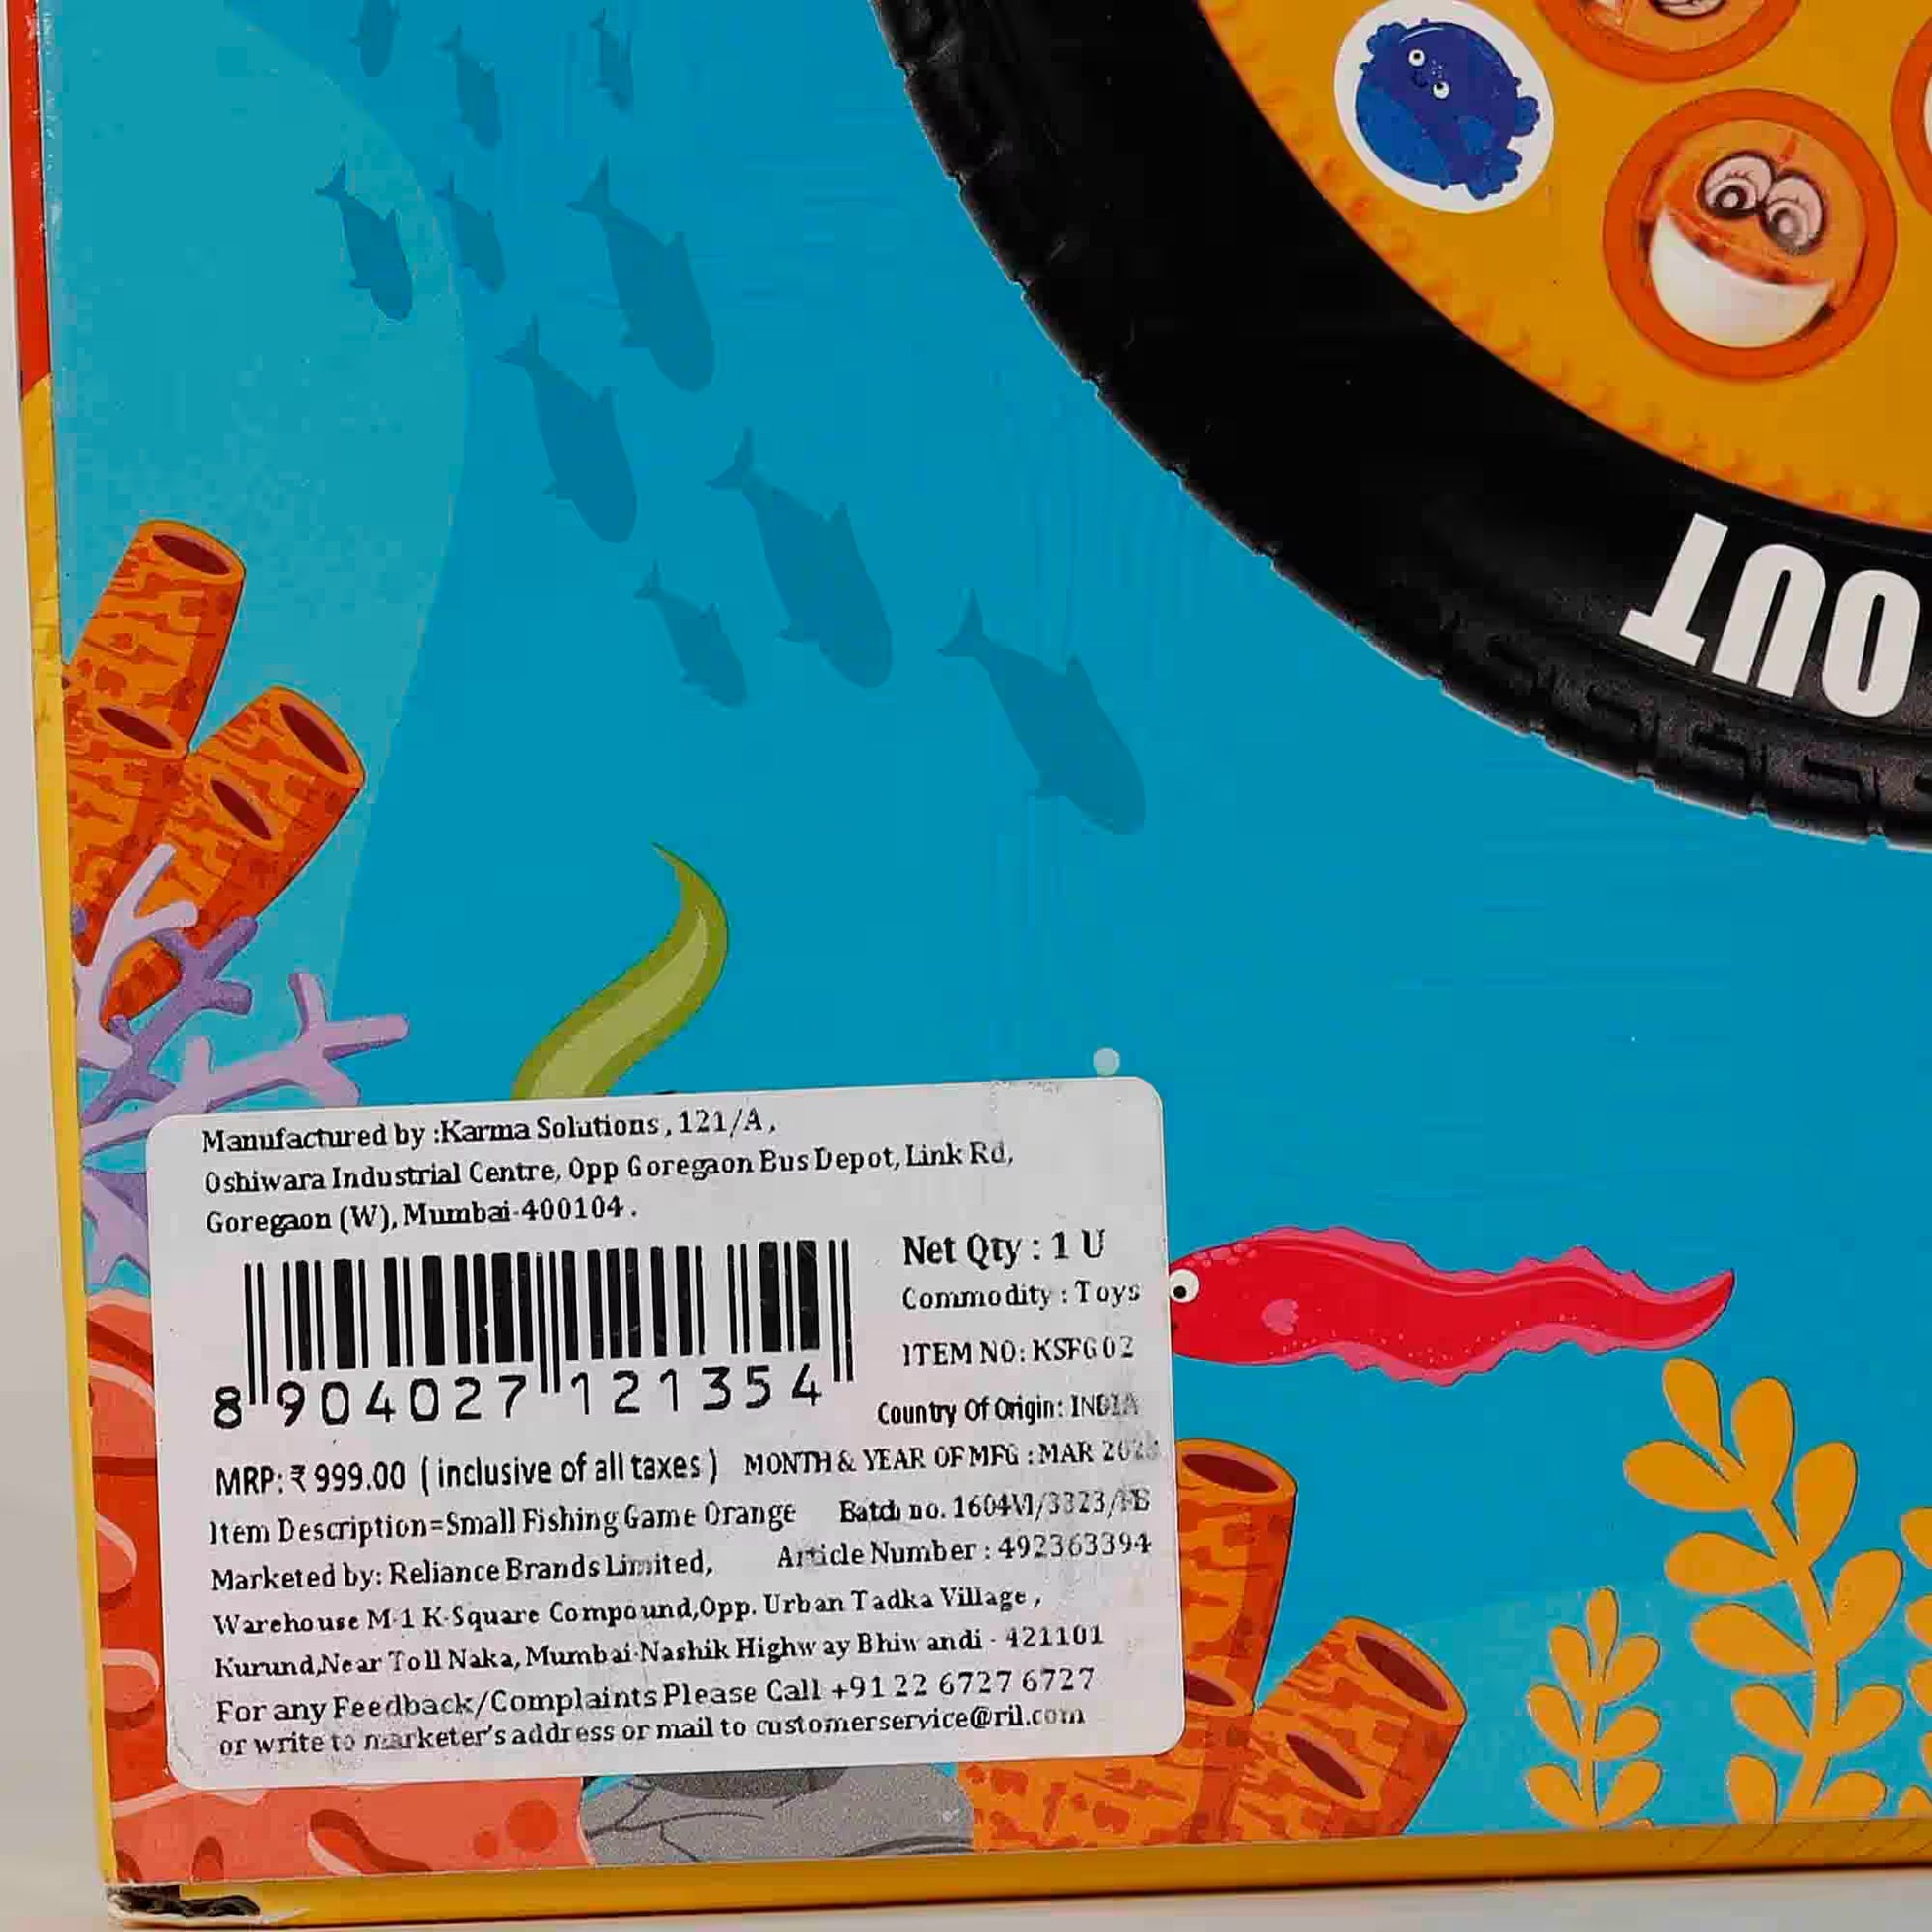 OUT
Manufactured by :Karma Solutions , 121/A ,
Oshiwara Industrial Centre, Opp Goregaon Bus Depot, Link Rd,
Goregaon (W), Mumbai-400104 .
8 904027 121354
Net Qty : 1 U
Commodity : Toys
ITEM NO: KSFG02
Country Of Origin: INDIA
MRP: ₹ 999.00 ( inclusive of all taxes ) MONTH & YEAR OF MFG : MAR
Item Description=Small Fishing Game Orange Batch no.
Marketed by: Reliance Brands Limited, Article Number : 492363394
Warehouse M-1 K-Square Compound,Opp. Urban Tadka Village ,
Kurund,Near Toll Naka, Mumbai-Nashik Highway Bhiwandi - 421101
For any Feedback/Complaints Please Call +91 22 6727 6727
or write to marketer's address or mail to customerservice@ril.com